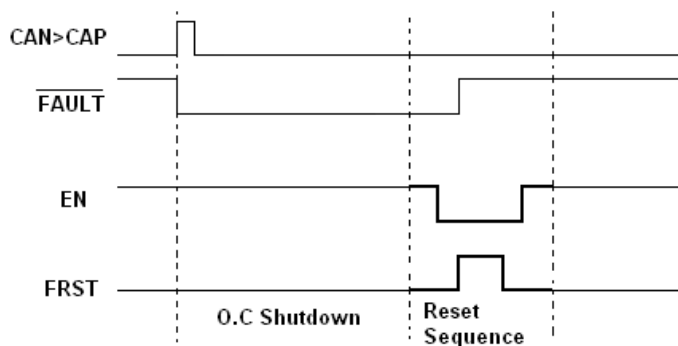 CAN>CAP
FAULT
EN
FRST
O.C Shutdown
Reset
Sequence